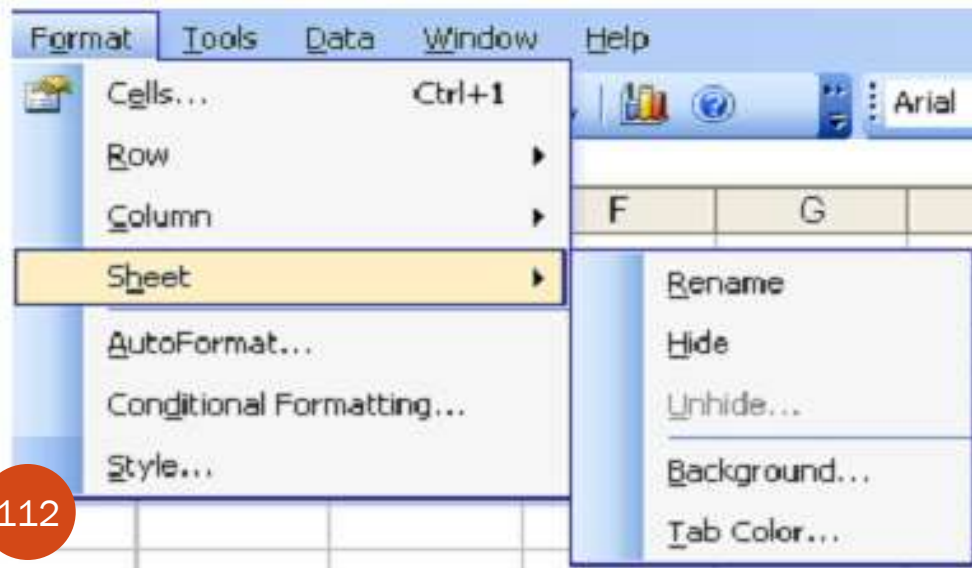 Format Tools Data Window Help
Cells... Ctrl+1
Arial
Row
Column
F G
Sheet
Rename
AutoFormat...
Hide
Conditional Formatting...
Unhide...
Style...
Background...
112
Tab Color...